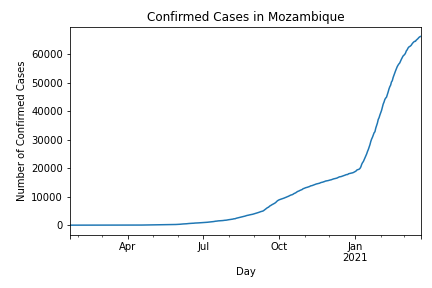 Confirmed Cases in Mozambique
Number of Confirmed Cases
60000
50000
40000
30000
20000
10000
0
Apr
Jul
Oct
Jan
2021
Day